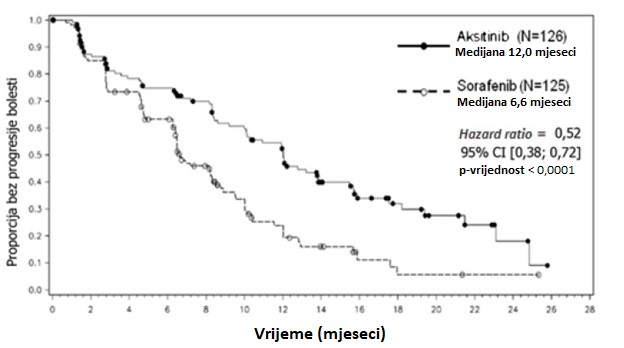 Aksitinib (N=126)
Medijana 12,0 mjeseci
Sorafenib (N=125)
Medijana 6,6 mjeseci
Hazard ratio = 0,52
95% CI [0,38; 0,72]
p-vrijednost < 0,0001
Proporcija bez progresije bolesti
1.0
0.9
0.8
0.7
0.6
0.5
0.4
0.3
0.2
0.1
0.0
0 2 4 6 8 10 12 14 16 18 20 22 24 26 28
Vrijeme (mjeseci)